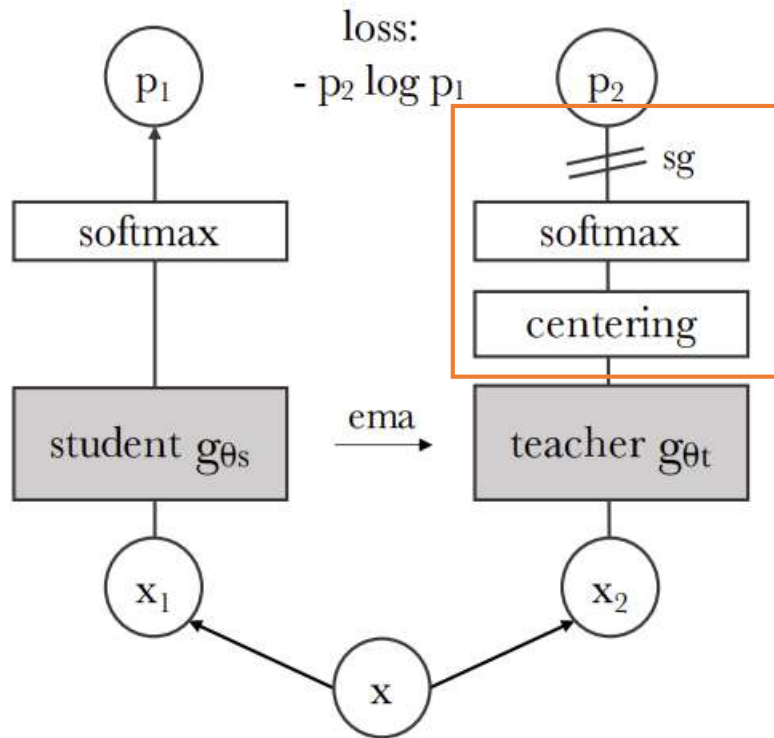 loss:
- p₂ log p₁
p₁
p₂
sg
softmax
softmax
centering
student gθs
ema
teacher gθt
x₁
x₂
x